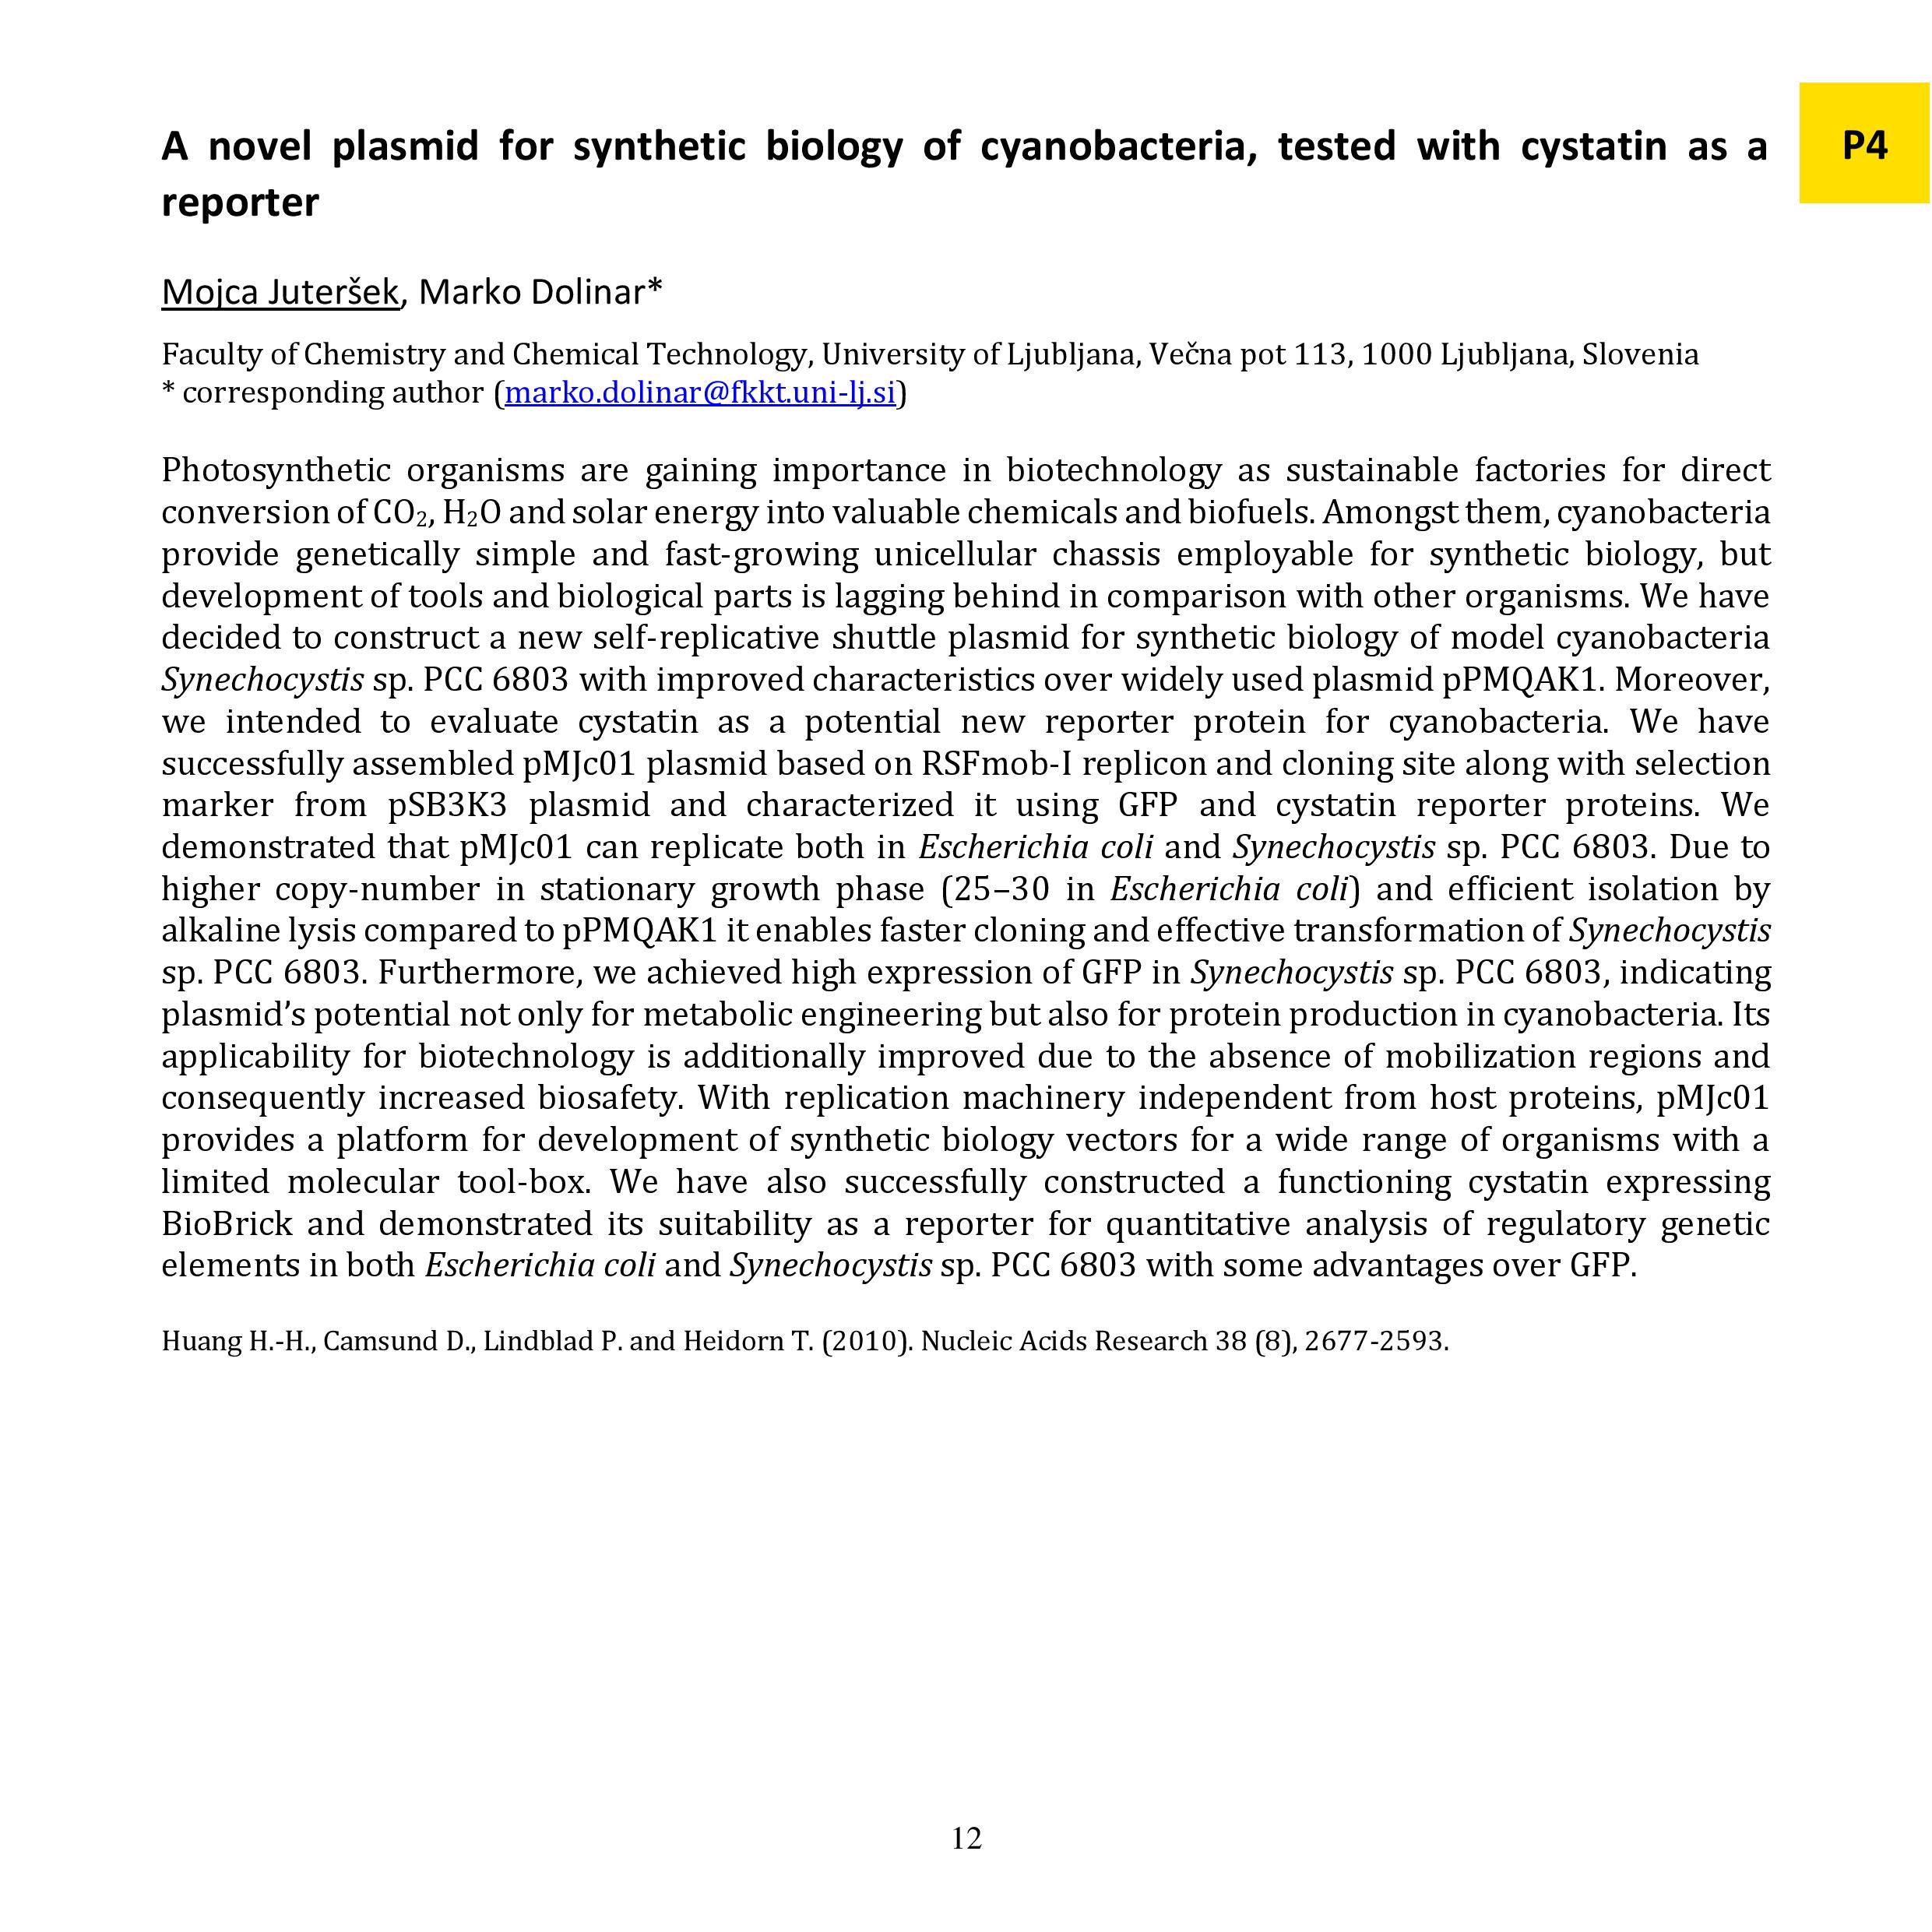 A novel plasmid for synthetic biology of cyanobacteria, tested with cystatin as a
reporter
P4
Mojca Juteršek, Marko Dolinar*
Faculty of Chemistry and Chemical Technology, University of Ljubljana, Večna pot 113, 1000 Ljubljana, Slovenia
* corresponding author (marko.dolinar@fkkt.uni-lj.si)
Photosynthetic organisms are gaining importance in biotechnology as sustainable factories for direct
conversion of CO₂, H₂O and solar energy into valuable chemicals and biofuels. Amongst them, cyanobacteria
provide genetically simple and fast-growing unicellular chassis employable for synthetic biology, but
development of tools and biological parts is lagging behind in comparison with other organisms. We have
decided to construct a new self-replicative shuttle plasmid for synthetic biology of model cyanobacteria
Synechocystis sp. PCC 6803 with improved characteristics over widely used plasmid pPMQAK1. Moreover,
we intended to evaluate cystatin as a potential new reporter protein for cyanobacteria. We have
successfully assembled pMJc01 plasmid based on RSFmob-I replicon and cloning site along with selection
marker from pSB3K3 plasmid and characterized it using GFP and cystatin reporter proteins. We
demonstrated that pMJc01 can replicate both in Escherichia coli and Synechocystis sp. PCC 6803. Due to
higher copy-number in stationary growth phase (25–30 in Escherichia coli) and efficient isolation by
alkaline lysis compared to pPMQAK1 it enables faster cloning and effective transformation of Synechocystis
sp. PCC 6803. Furthermore, we achieved high expression of GFP in Synechocystis sp. PCC 6803, indicating
plasmid’s potential not only for metabolic engineering but also for protein production in cyanobacteria. Its
applicability for biotechnology is additionally improved due to the absence of mobilization regions and
consequently increased biosafety. With replication machinery independent from host proteins, pMJc01
provides a platform for development of synthetic biology vectors for a wide range of organisms with a
limited molecular tool-box. We have also successfully constructed a functioning cystatin expressing
BioBrick and demonstrated its suitability as a reporter for quantitative analysis of regulatory genetic
elements in both Escherichia coli and Synechocystis sp. PCC 6803 with some advantages over GFP.
Huang H.-H., Camsund D., Lindblad P. and Heidorn T. (2010). Nucleic Acids Research 38 (8), 2677-2593.
12